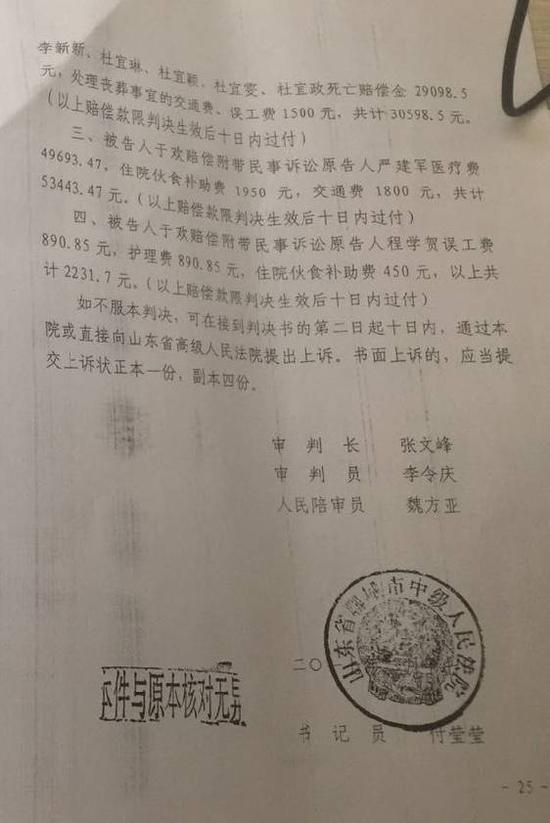 李新新、杜宜琳、杜宜颖、杜宜雯、杜宜政死亡赔偿金 29098.5
元，处理丧葬事宜的交通费、误工费 1500 元，共计 30598.5 元。
（以上赔偿款限判决生效后十日内过付）
三、被告人于欢赔偿附带民事诉讼原告人严建军医疗费
49693.47，住院伙食补助费 1950 元，交通费 1800 元，共计
53443.47 元。（以上赔偿款限判决生效后十日内过付）
四、被告人于欢赔偿附带民事诉讼原告人程学贺误工费
890.85 元，护理费 890.85 元，住院伙食补助费 450 元，以上共
计 2231.7 元。（以上赔偿款限判决生效后十日内过付）
如不服本判决，可在接到判决书的第二日起十日内，通过本
院或直接向山东省高级人民法院提出上诉。书面上诉的，应当提
交上诉状正本一份，副本四份。
审 判 长 张文峰
审 判 员 李令庆
人民陪审员 魏方亚
山东省聊城市中级人民法院
二〇
本件与原本核对无异
书 记 员 付莹莹
- 25 -